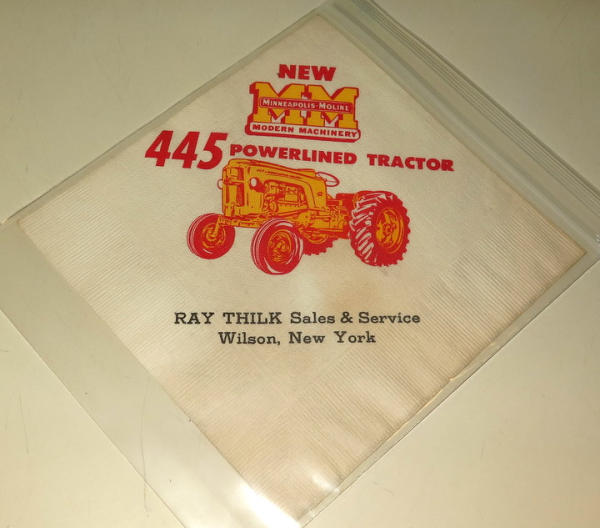 NEW
MM
MINNEAPOLIS-MOLINE
MODERN MACHINERY
445 POWERLINED TRACTOR
RAY THILK Sales & Service
Wilson, New York